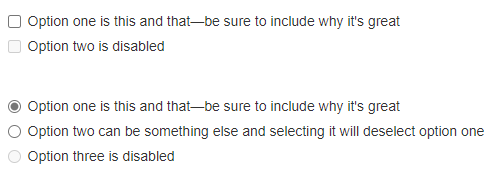 Option one is this and that—be sure to include why it's great
Option two is disabled
Option one is this and that—be sure to include why it's great
Option two can be something else and selecting it will deselect option one
Option three is disabled